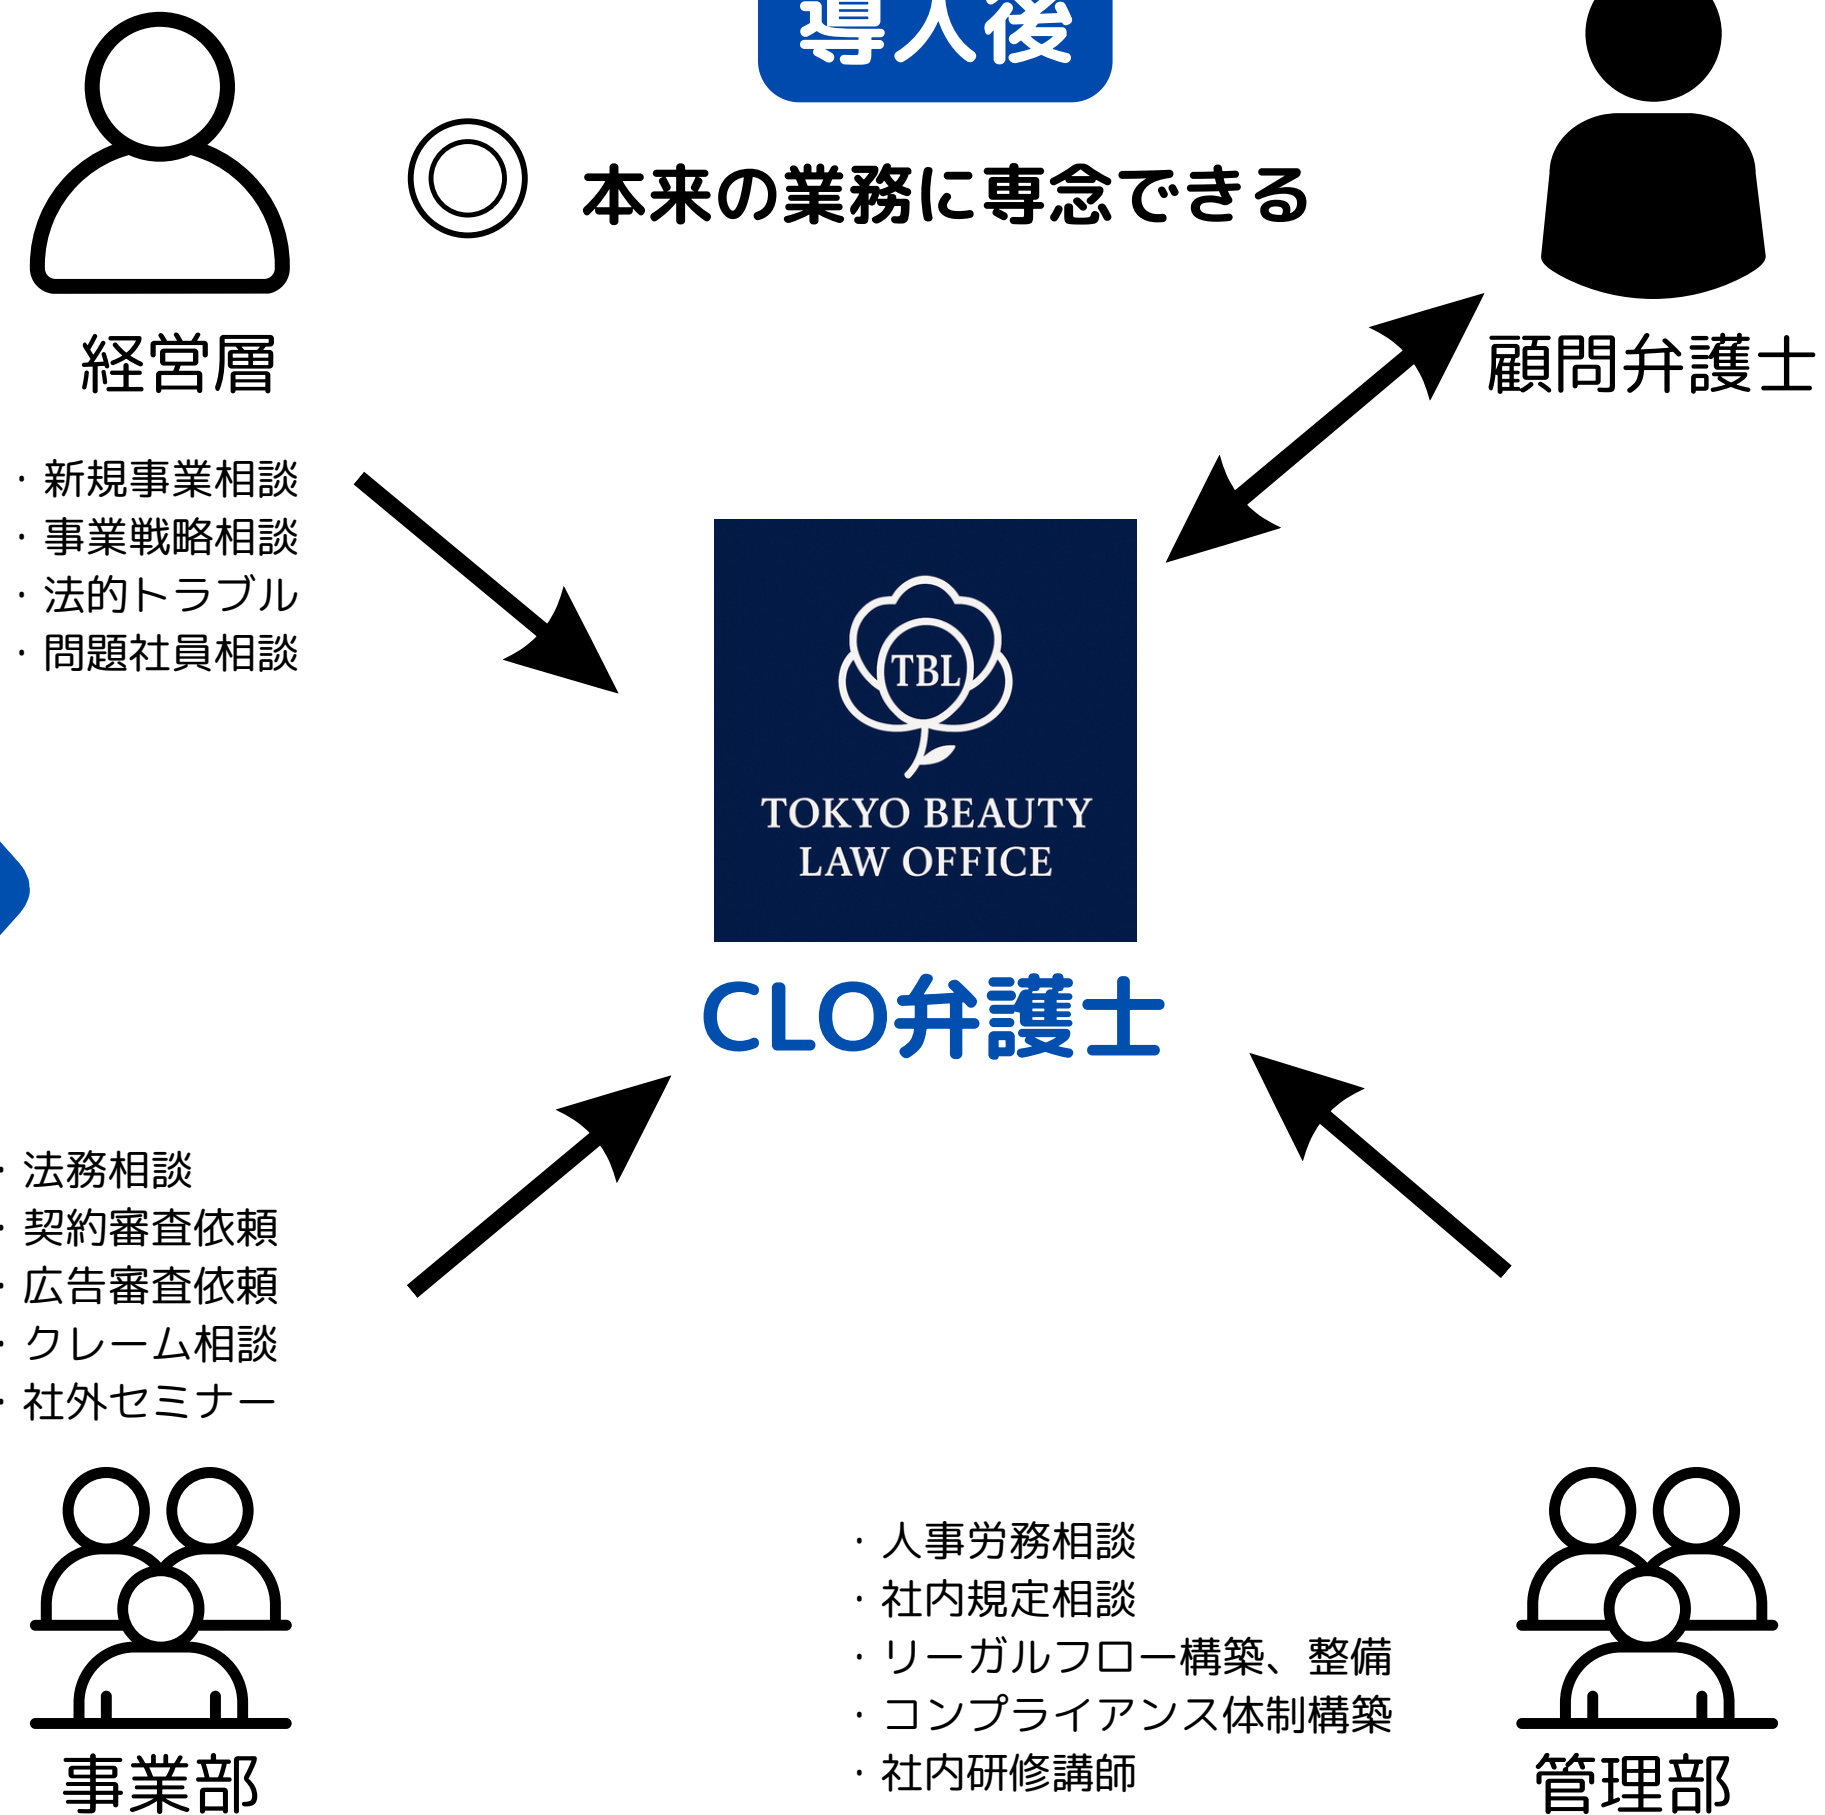 導入後
本来の業務に専念できる
経営層
顧問弁護士
・新規事業相談
・事業戦略相談
・法的トラブル
・問題社員相談
TBL
TOKYO BEAUTY
LAW OFFICE
CLO弁護士
・法務相談
・契約審査依頼
・広告審査依頼
・クレーム相談
・社外セミナー
・人事労務相談
・社内規定相談
・リーガルフロー構築、整備
・コンプライアンス体制構築
・社内研修講師
事業部
管理部